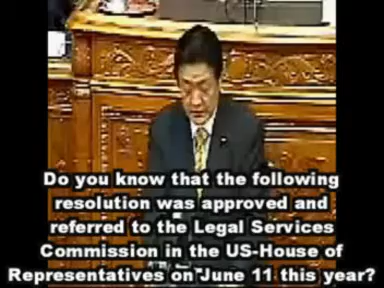 Do you know that the following
resolution was approved and
referred to the Legal Services
Commission in the US-House of
Representatives on June 11 this year?